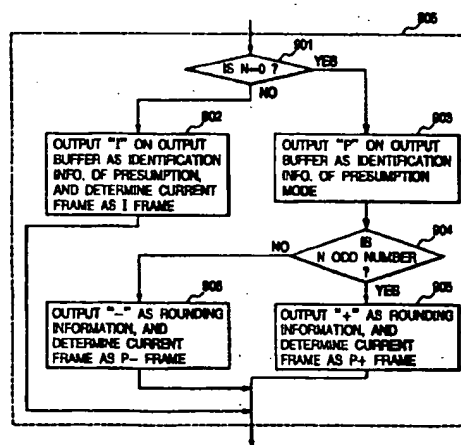 805
901
IS N=0 ?
YES
NO
902
OUTPUT "I" ON OUTPUT
BUFFER AS IDENTIFICATION
INFO. OF PRESUMPTION,
AND DETERMINE CURRENT
FRAME AS I FRAME
903
OUTPUT "P" ON OUTPUT
BUFFER AS IDENTIFICATION
INFO. OF PRESUMPTION
MODE
904
IS
N ODD NUMBER
?
NO
YES
906
OUTPUT "-" AS ROUNDING
INFORMATION, AND
DETERMINE CURRENT
FRAME AS P- FRAME
905
OUTPUT "+" AS ROUNDING
INFORMATION, AND
DETERMINE CURRENT
FRAME AS P+ FRAME